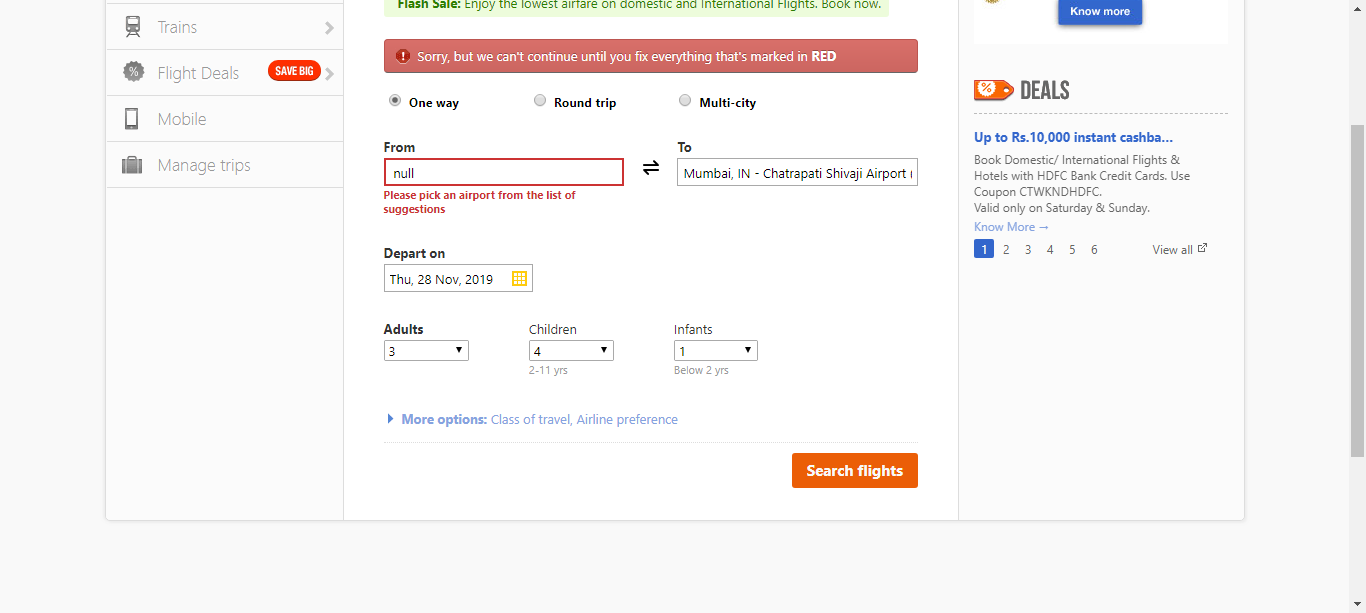 Trains
Flight Deals
SAVE BIG
Mobile
Manage trips
Flash Sale: Enjoy the lowest airfare on domestic and International Flights. Book now.
! Sorry, but we can't continue until you fix everything that's marked in RED
One way
Round trip
Multi-city
From
null
Please pick an airport from the list of
suggestions
To
Mumbai, IN - Chatrapati Shivaji Airport (
Depart on
Thu, 28 Nov, 2019
Adults
3
Children
4
2-11 yrs
Infants
1
Below 2 yrs
More options: Class of travel, Airline preference
Search flights
Know more
% DEALS
Up to Rs.10,000 instant cashba...
Book Domestic/ International Flights &
Hotels with HDFC Bank Credit Cards. Use
Coupon CTWKNDHDFC.
Valid only on Saturday & Sunday.
Know More →
1 2 3 4 5 6
View all